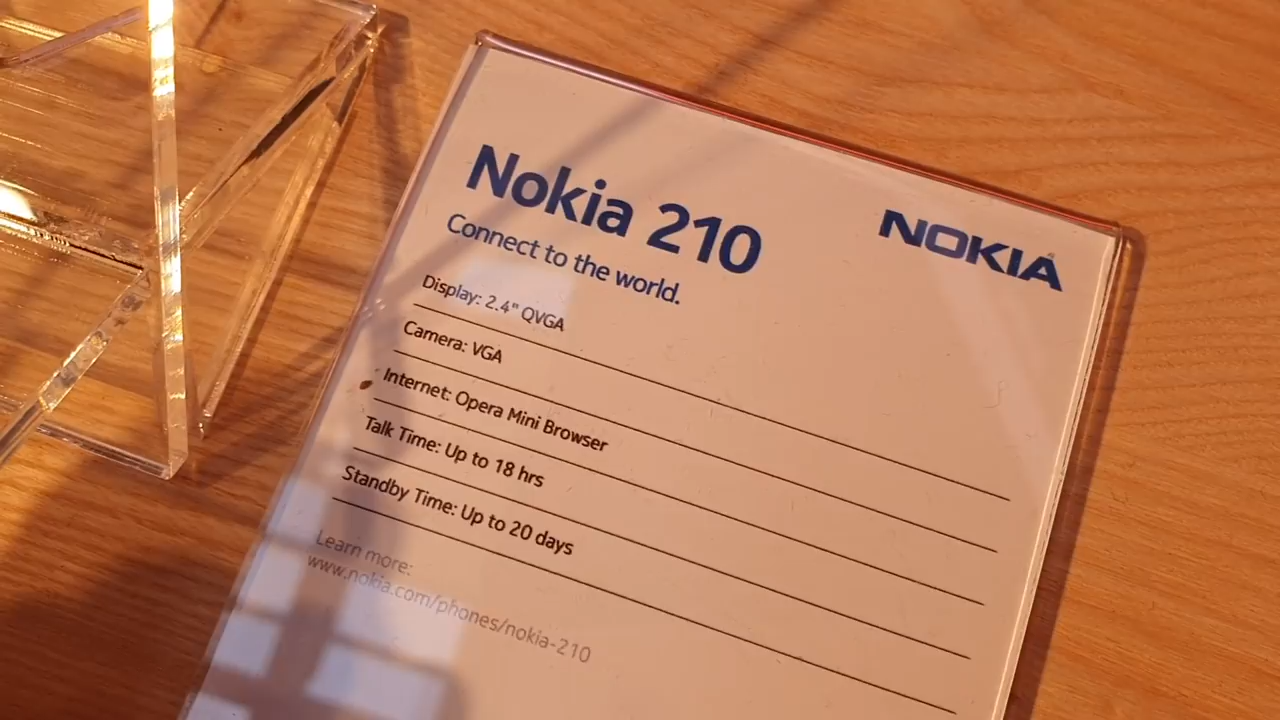 Nokia 210
NOKIA
Connect to the world.
Display: 2.4" QVGA
Camera: VGA
Internet: Opera Mini Browser
Talk Time: Up to 18 hrs
Standby Time: Up to 20 days
Learn more:
www.nokia.com/phones/nokia-210